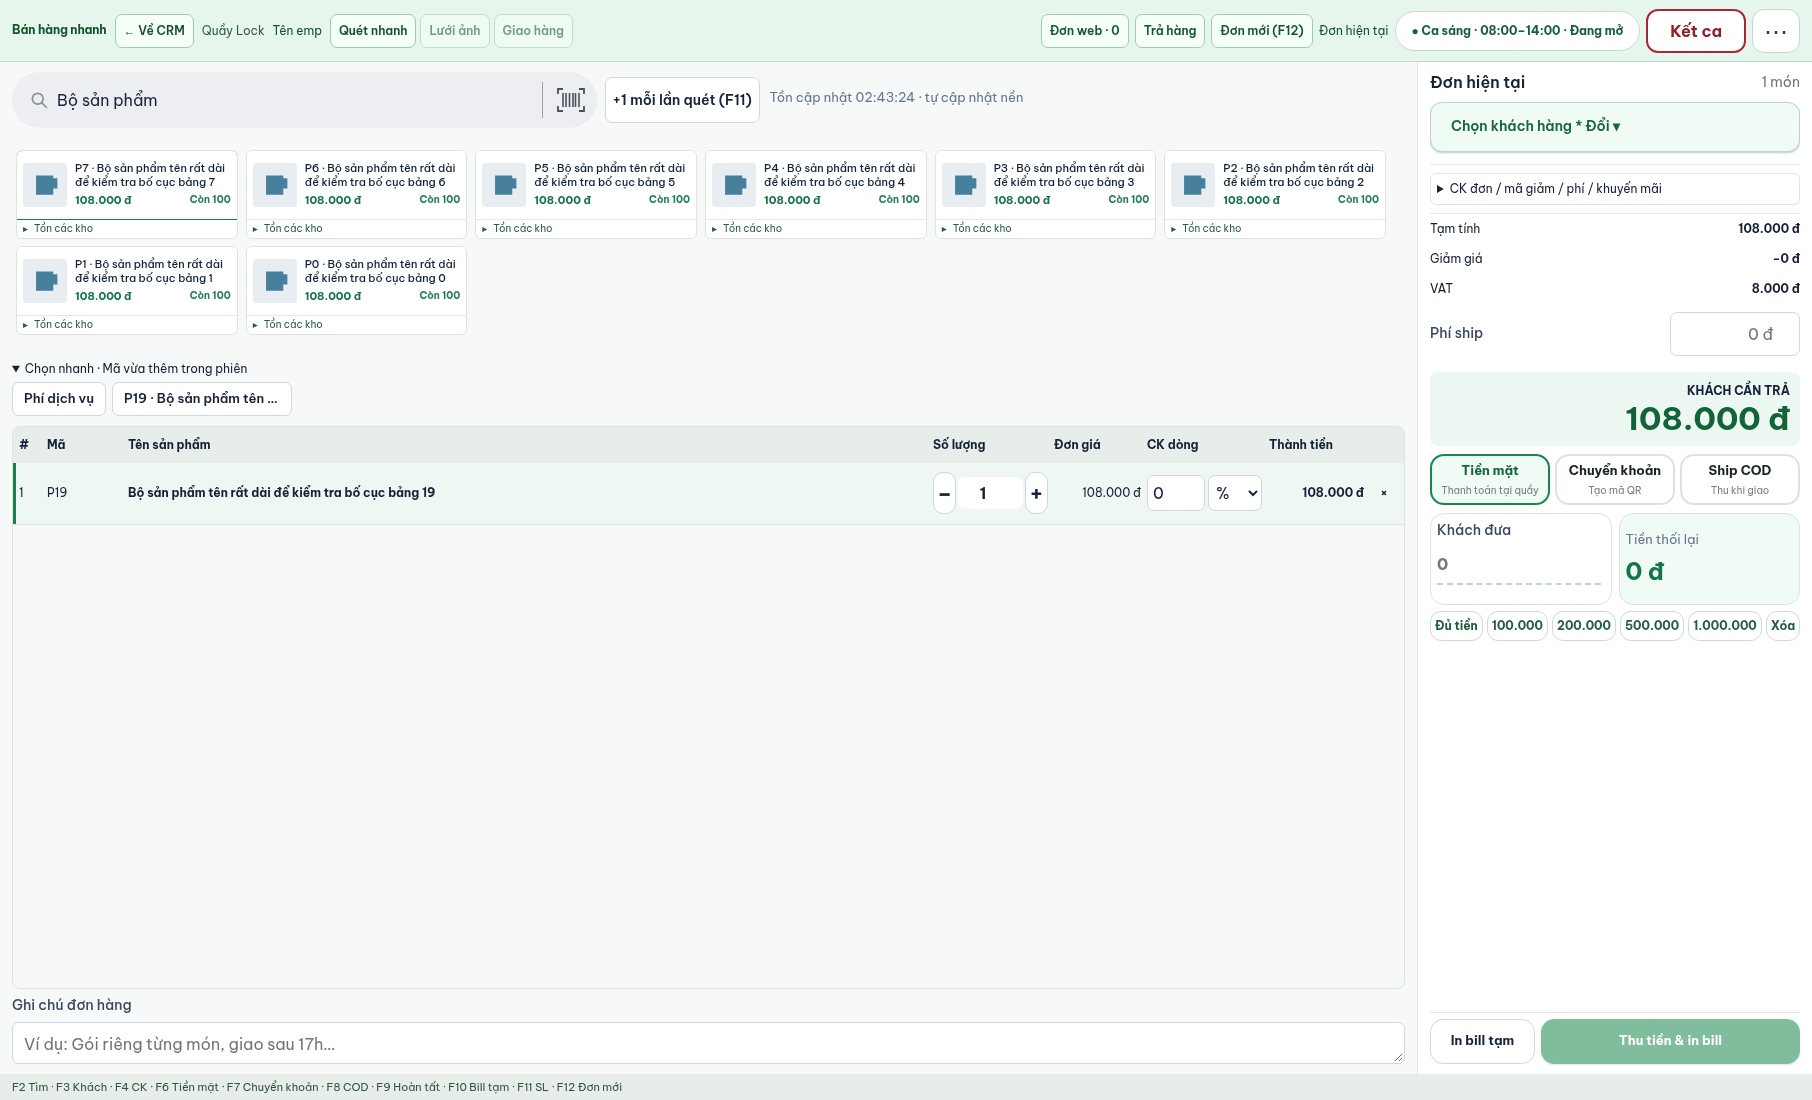 Bán hàng nhanh
← Về CRM
Quầy Lock
Tên emp
Quét nhanh
Lưới ảnh
Giao hàng
Đơn web · 0
Trả hàng
Đơn mới (F12)
Đơn hiện tại
● Ca sáng · 08:00–14:00 · Đang mở
Kết ca
...
Bộ sản phẩm
+1 mỗi lần quét (F11)
Tồn cập nhật 02:43:24 · tự cập nhật nền
P7 · Bộ sản phẩm tên rất dài
để kiểm tra bố cục bảng 7
108.000 đ
Còn 100
▸ Tồn các kho
P6 · Bộ sản phẩm tên rất dài
để kiểm tra bố cục bảng 6
108.000 đ
Còn 100
▸ Tồn các kho
P5 · Bộ sản phẩm tên rất dài
để kiểm tra bố cục bảng 5
108.000 đ
Còn 100
▸ Tồn các kho
P4 · Bộ sản phẩm tên rất dài
để kiểm tra bố cục bảng 4
108.000 đ
Còn 100
▸ Tồn các kho
P3 · Bộ sản phẩm tên rất dài
để kiểm tra bố cục bảng 3
108.000 đ
Còn 100
▸ Tồn các kho
P2 · Bộ sản phẩm tên rất dài
để kiểm tra bố cục bảng 2
108.000 đ
Còn 100
▸ Tồn các kho
P1 · Bộ sản phẩm tên rất dài
để kiểm tra bố cục bảng 1
108.000 đ
Còn 100
▸ Tồn các kho
P0 · Bộ sản phẩm tên rất dài
để kiểm tra bố cục bảng 0
108.000 đ
Còn 100
▸ Tồn các kho
▼ Chọn nhanh · Mã vừa thêm trong phiên
Phí dịch vụ
P19 · Bộ sản phẩm tên ...
# Mã Tên sản phẩm Số lượng Đơn giá CK dòng Thành tiền
1 P19 Bộ sản phẩm tên rất dài để kiểm tra bố cục bảng 19 − 1 + 108.000 đ 0 % 108.000 đ ×
Ghi chú đơn hàng
Ví dụ: Gói riêng từng món, giao sau 17h...
F2 Tìm · F3 Khách · F4 CK · F6 Tiền mặt · F7 Chuyển khoản · F8 COD · F9 Hoàn tất · F10 Bill tạm · F11 SL · F12 Đơn mới
Đơn hiện tại
1 món
Chọn khách hàng * Đổi ▾
▶ CK đơn / mã giảm / phí / khuyến mãi
Tạm tính 108.000 đ
Giảm giá -0 đ
VAT 8.000 đ
Phí ship 0 đ
KHÁCH CẦN TRẢ
108.000 đ
Tiền mặt
Thanh toán tại quầy
Chuyển khoản
Tạo mã QR
Ship COD
Thu khi giao
Khách đưa
0
Tiền thối lại
0 đ
Đủ tiền
100.000
200.000
500.000
1.000.000
Xóa
In bill tạm
Thu tiền & in bill